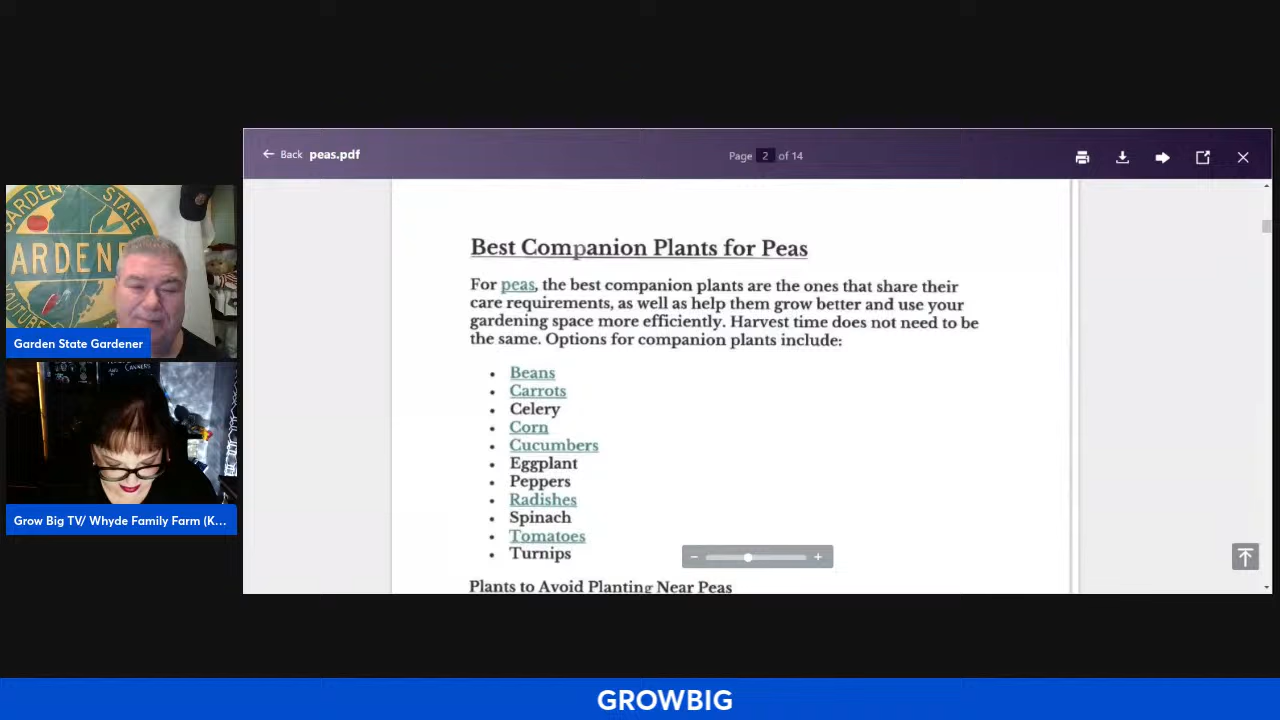 Back peas.pdf
Page 2 of 14
GARDEN STATE
ARDENE
YOUTUBE
Garden State Gardener
Grow Big TV/ Whyde Family Farm (K...
Best Companion Plants for Peas
For peas, the best companion plants are the ones that share their
care requirements, as well as help them grow better and use your
gardening space more efficiently. Harvest time does not need to be
the same. Options for companion plants include:
• Beans
• Carrots
• Celery
• Corn
• Cucumbers
• Eggplant
• Peppers
• Radishes
• Spinach
• Tomatoes
• Turnips
Plants to Avoid Planting Near Peas
GROWBIG